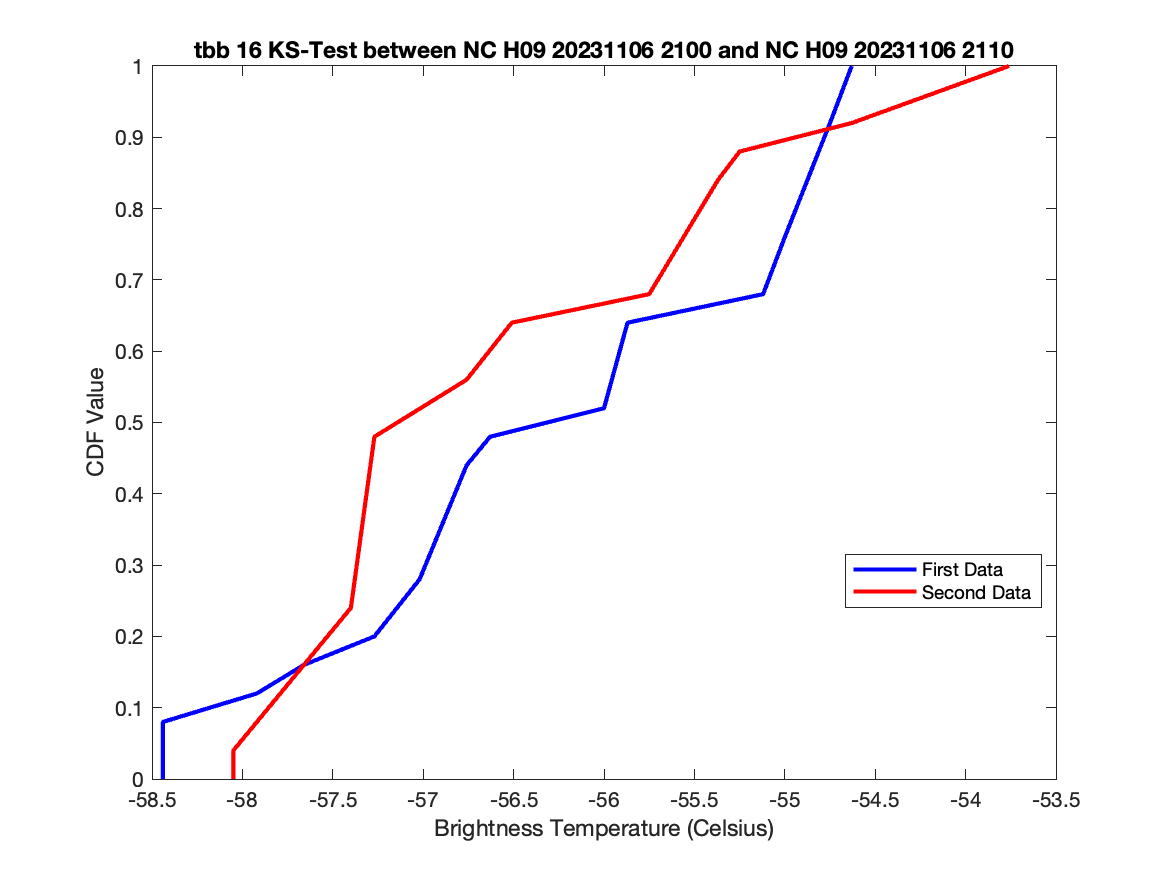 tbb 16 KS-Test between NC H09 20231106 2100 and NC H09 20231106 2110
1
0.9
0.8
0.7
0.6
0.5
0.4
0.3
0.2
0.1
0
CDF Value
First Data
Second Data
-58.5 -58 -57.5 -57 -56.5 -56 -55.5 -55 -54.5 -54 -53.5
Brightness Temperature (Celsius)